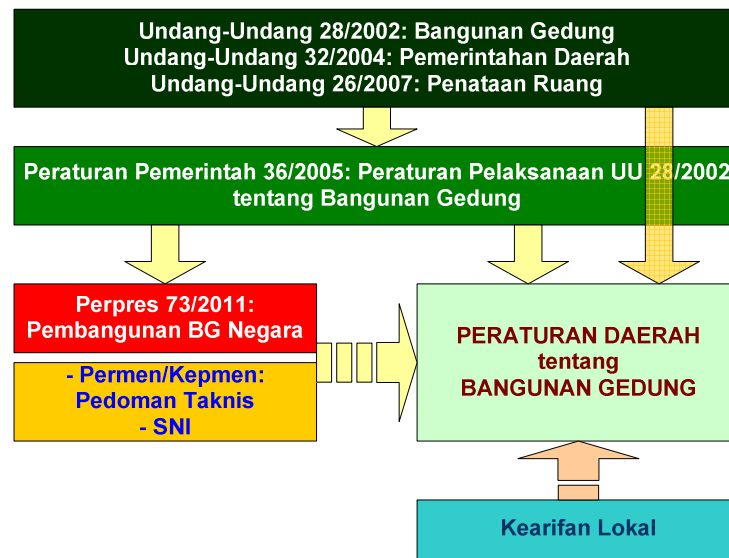 Undang-Undang 28/2002: Bangunan Gedung
Undang-Undang 32/2004: Pemerintahan Daerah
Undang-Undang 26/2007: Penataan Ruang
Peraturan Pemerintah 36/2005: Peraturan Pelaksanaan UU 28/2002
tentang Bangunan Gedung
Perpres 73/2011:
Pembangunan BG Negara
- Permen/Kepmen:
Pedoman Taknis
- SNI
PERATURAN DAERAH
tentang
BANGUNAN GEDUNG
Kearifan Lokal